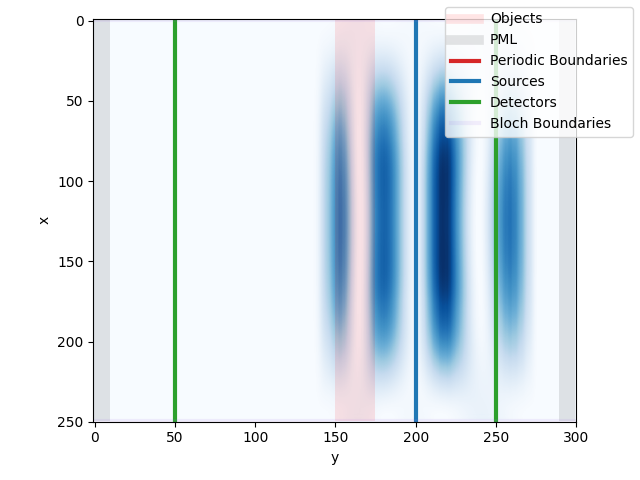 Objects
PML
Periodic Boundaries
Sources
Detectors
Bloch Boundaries
0
50
100
150
200
250
x
0
50
100
150
200
250
300
y